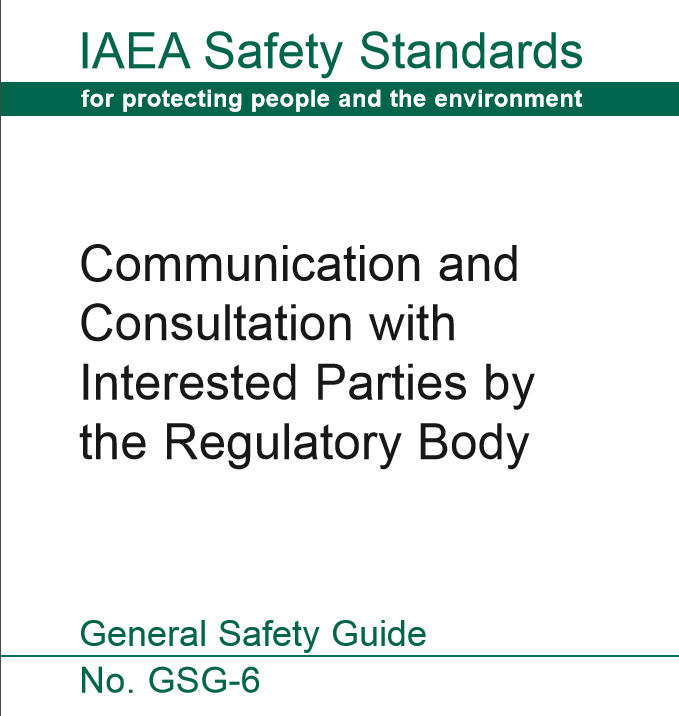 IAEA Safety Standards
for protecting people and the environment
Communication and
Consultation with
Interested Parties by
the Regulatory Body
General Safety Guide
No. GSG-6